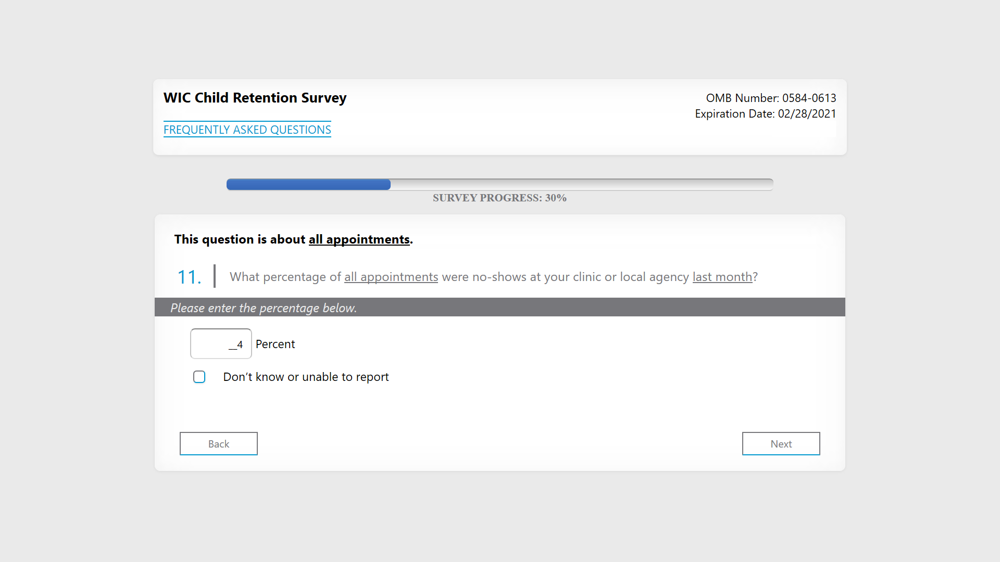 WIC Child Retention Survey
OMB Number: 0584-0613
Expiration Date: 02/28/2021
FREQUENTLY ASKED QUESTIONS
SURVEY PROGRESS: 30%
This question is about all appointments.
11. What percentage of all appointments were no-shows at your clinic or local agency last month?
Please enter the percentage below.
__4 Percent
Don’t know or unable to report
Back
Next